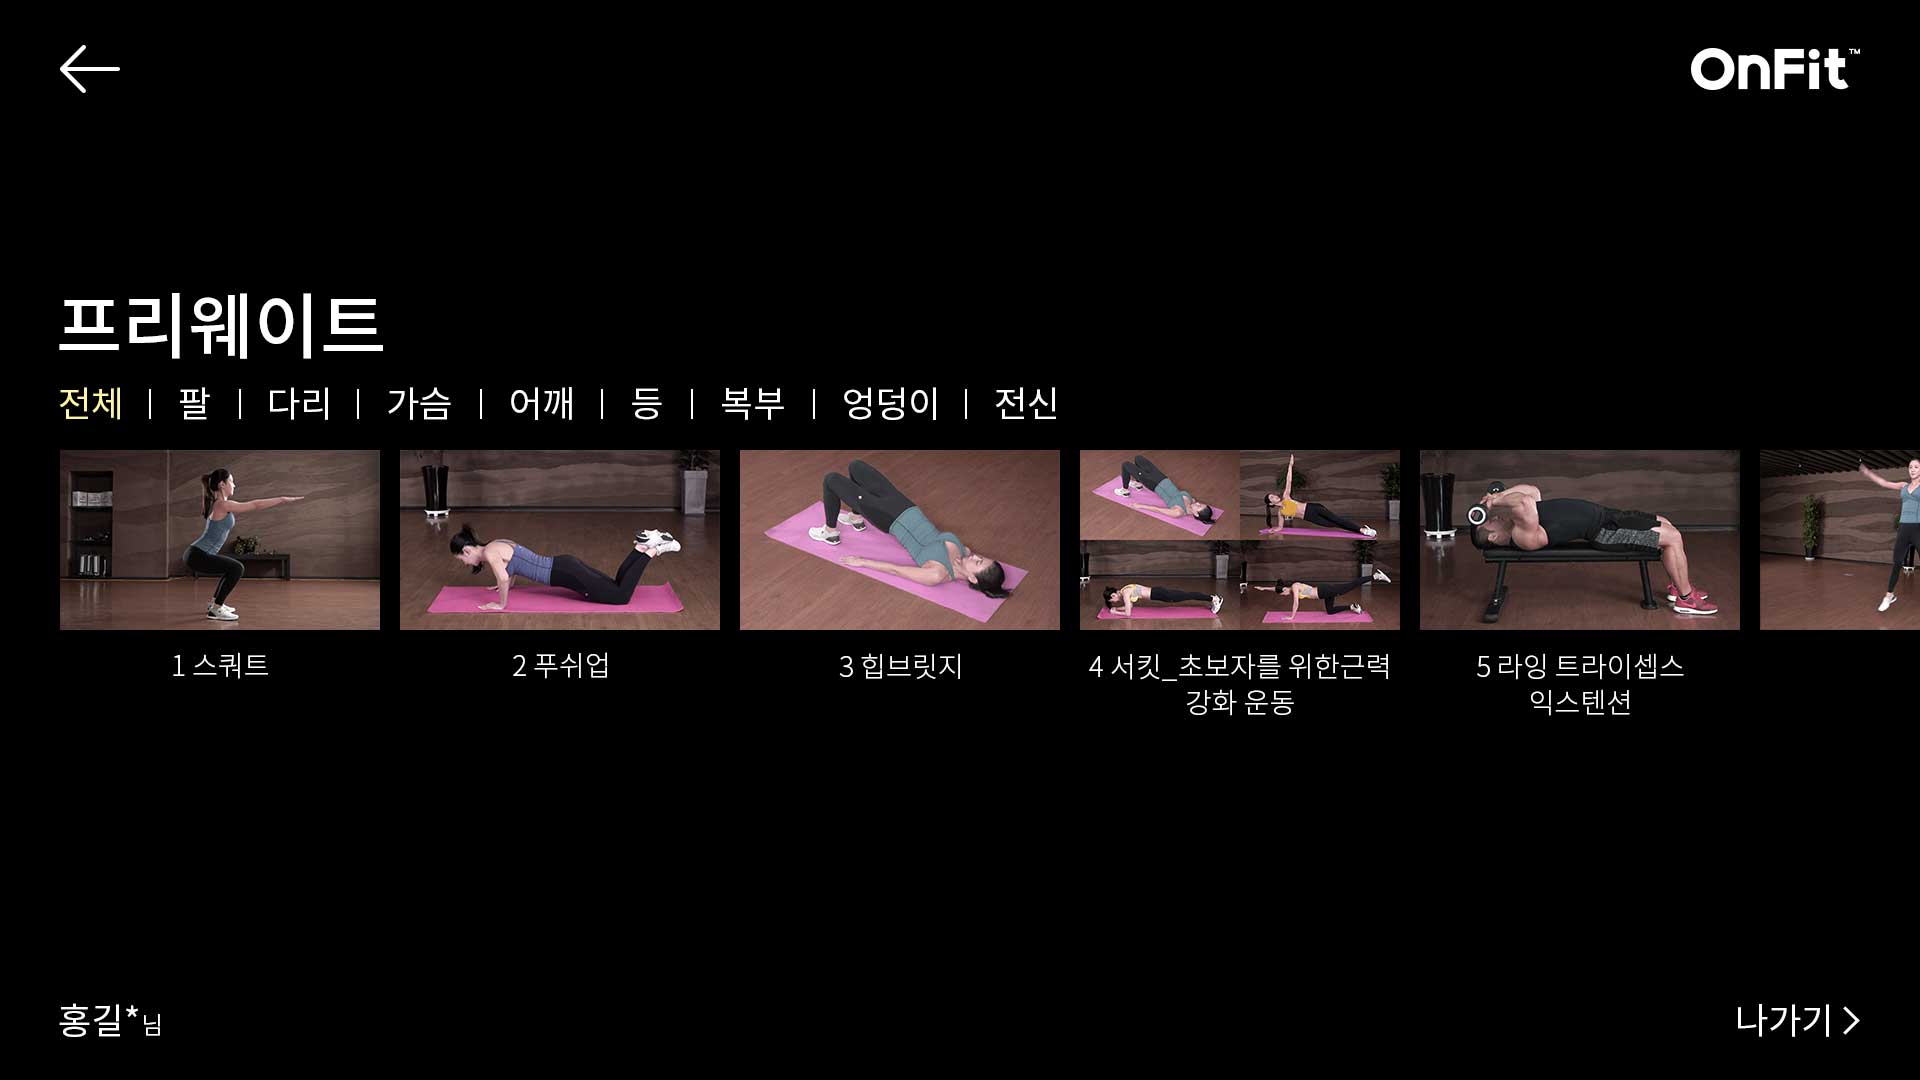 OnFit™
프리웨이트
전체 | 팔 | 다리 | 가슴 | 어깨 | 등 | 복부 | 엉덩이 | 전신
1 스쿼트
2 푸쉬업
3 힙브릿지
4 서킷_초보자를 위한근력
강화 운동
5 라잉 트라이셉스
익스텐션
홍길*님
나가기